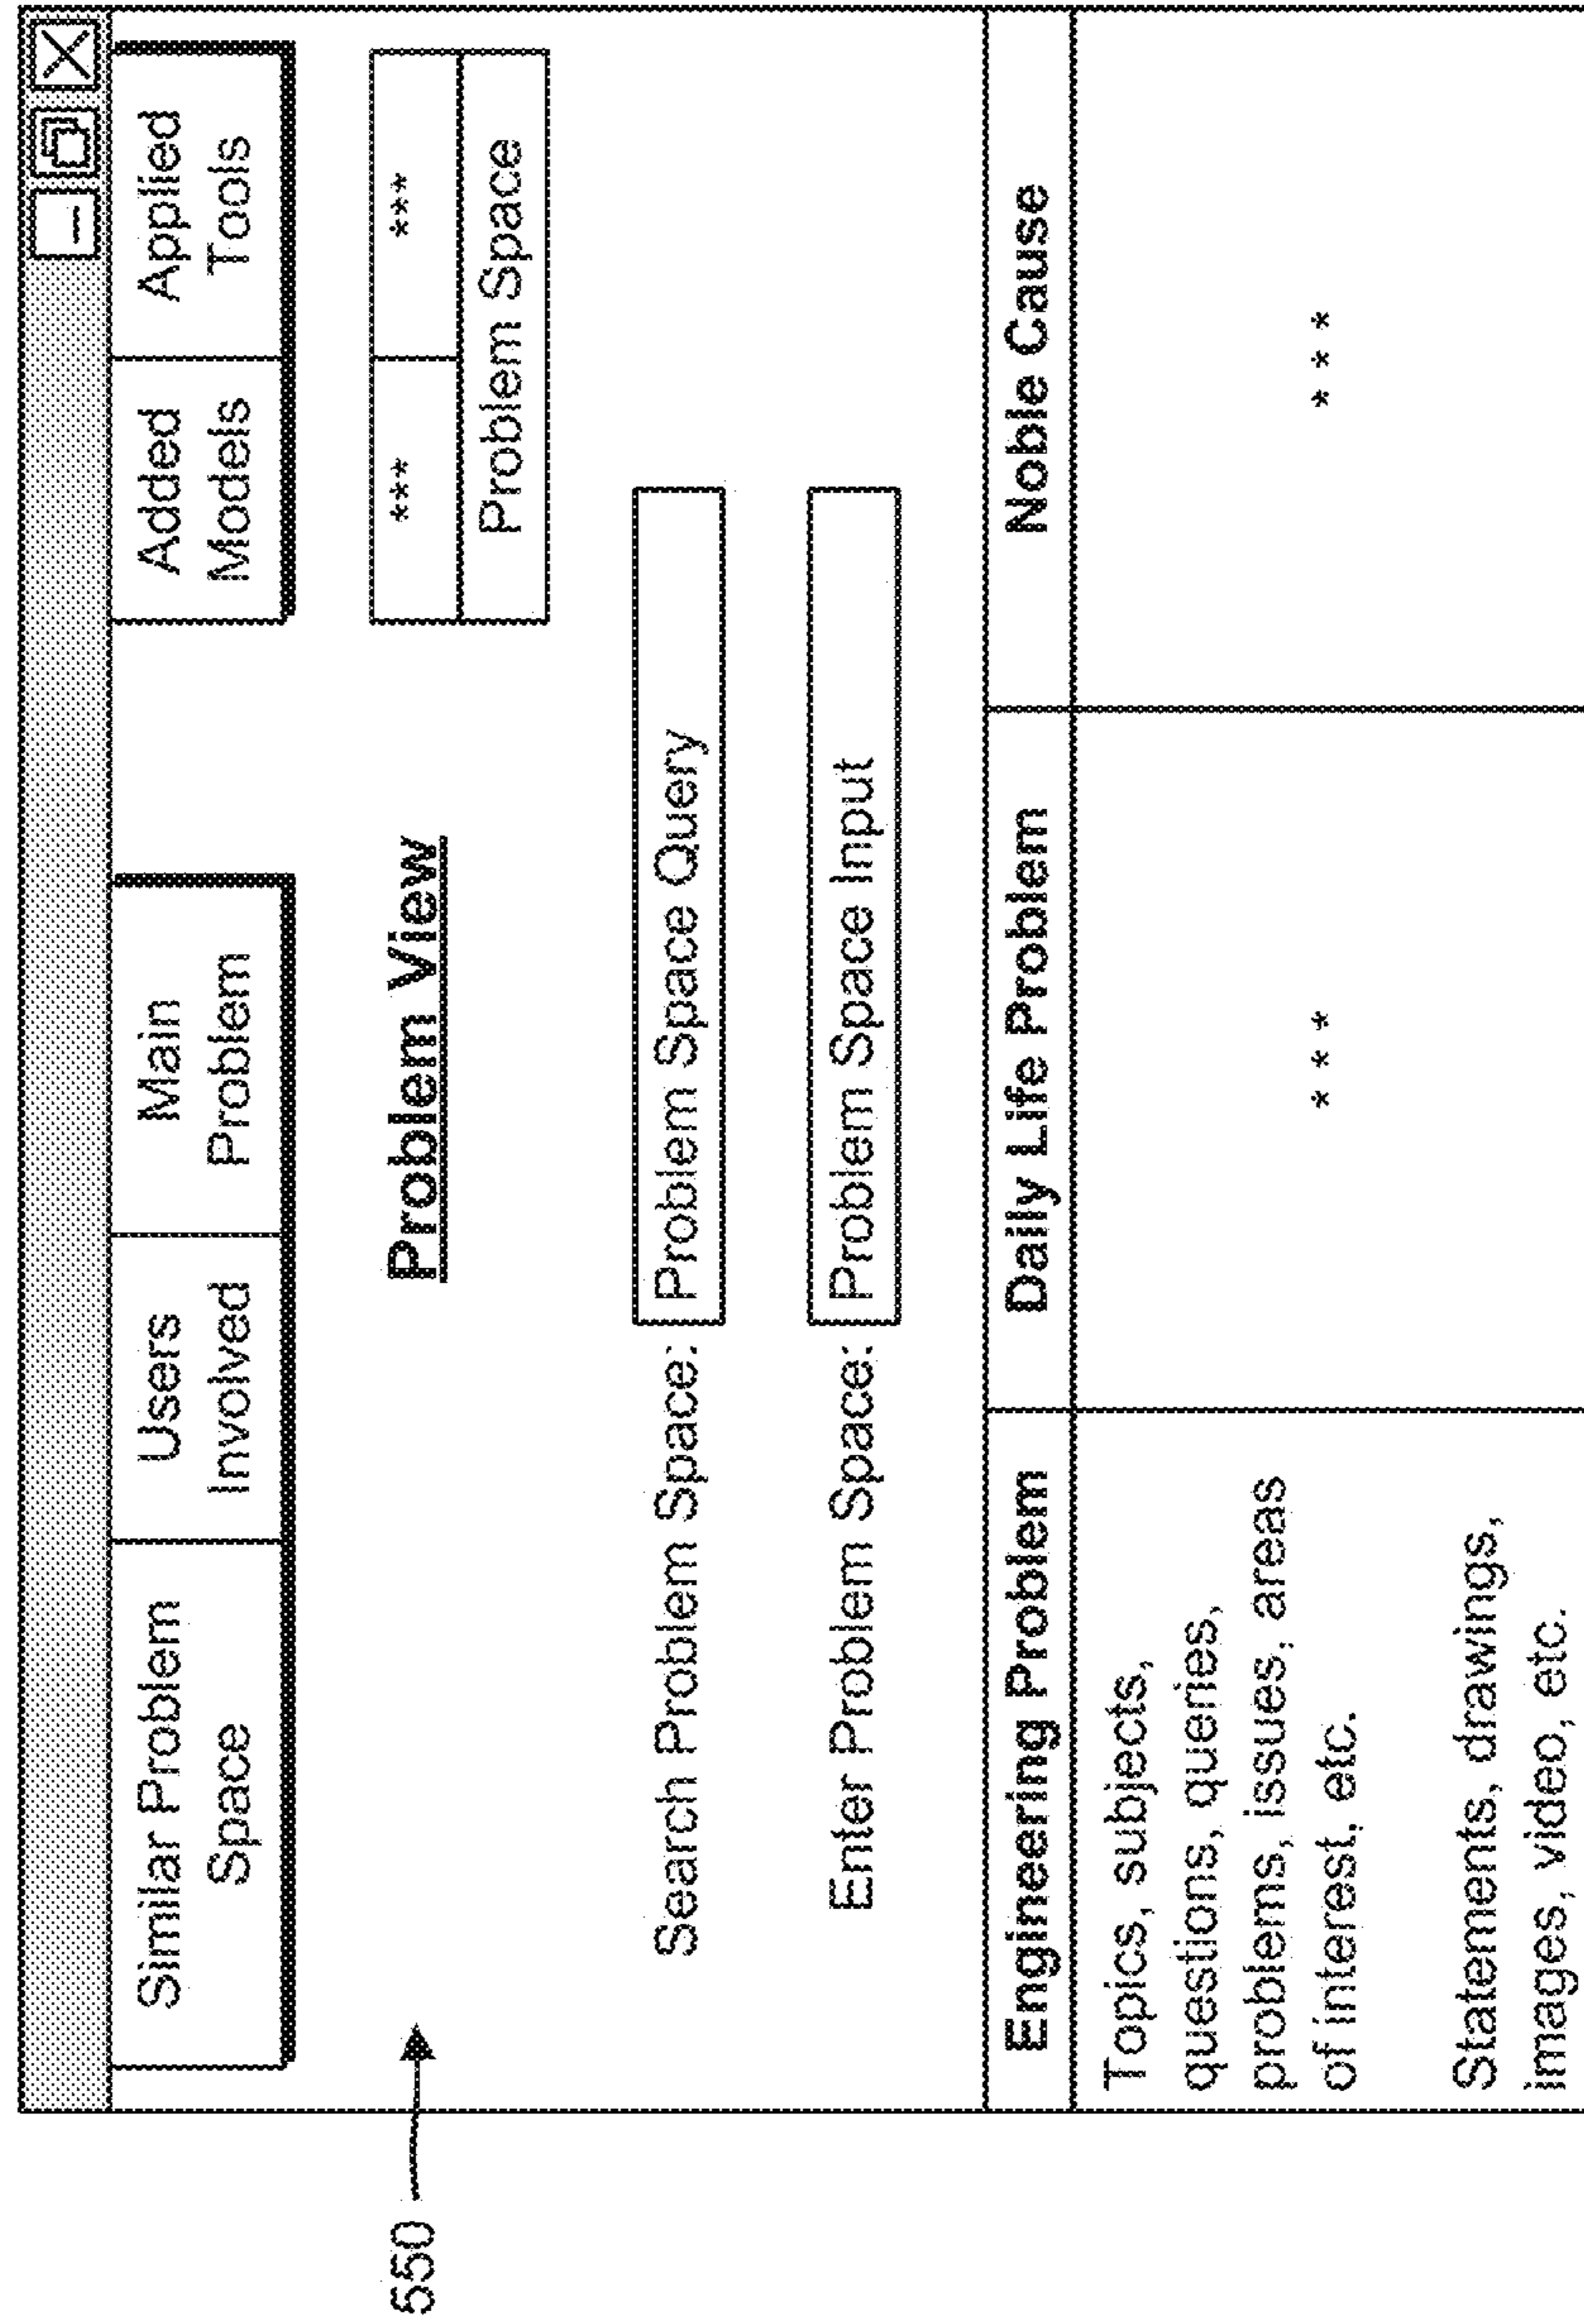 Similar Problem
Space
Users
Involved
Main
Problem
Added
Models
Applied
Tools
550
Problem View
*** ***
Problem Space
Search Problem Space: Problem Space Query
Enter Problem Space: Problem Space Input
Engineering Problem
Daily Life Problem
Noble Cause
Topics, subjects,
questions, queries,
problems, issues, areas
of interest, etc.
Statements, drawings,
images, video, etc.
* * *
* * *